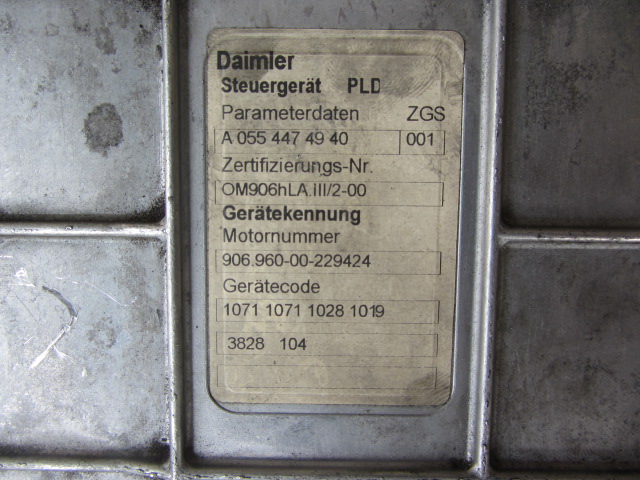 Daimler
Steuergerät PLD
Parameterdaten ZGS
A 055 447 49 40 001
Zertifizierungs-Nr.
OM906hLA.III/2-00
Gerätekennung
Motornummer
906.960-00-229424
Gerätecode
1071 1071 1028 1019
3828 104